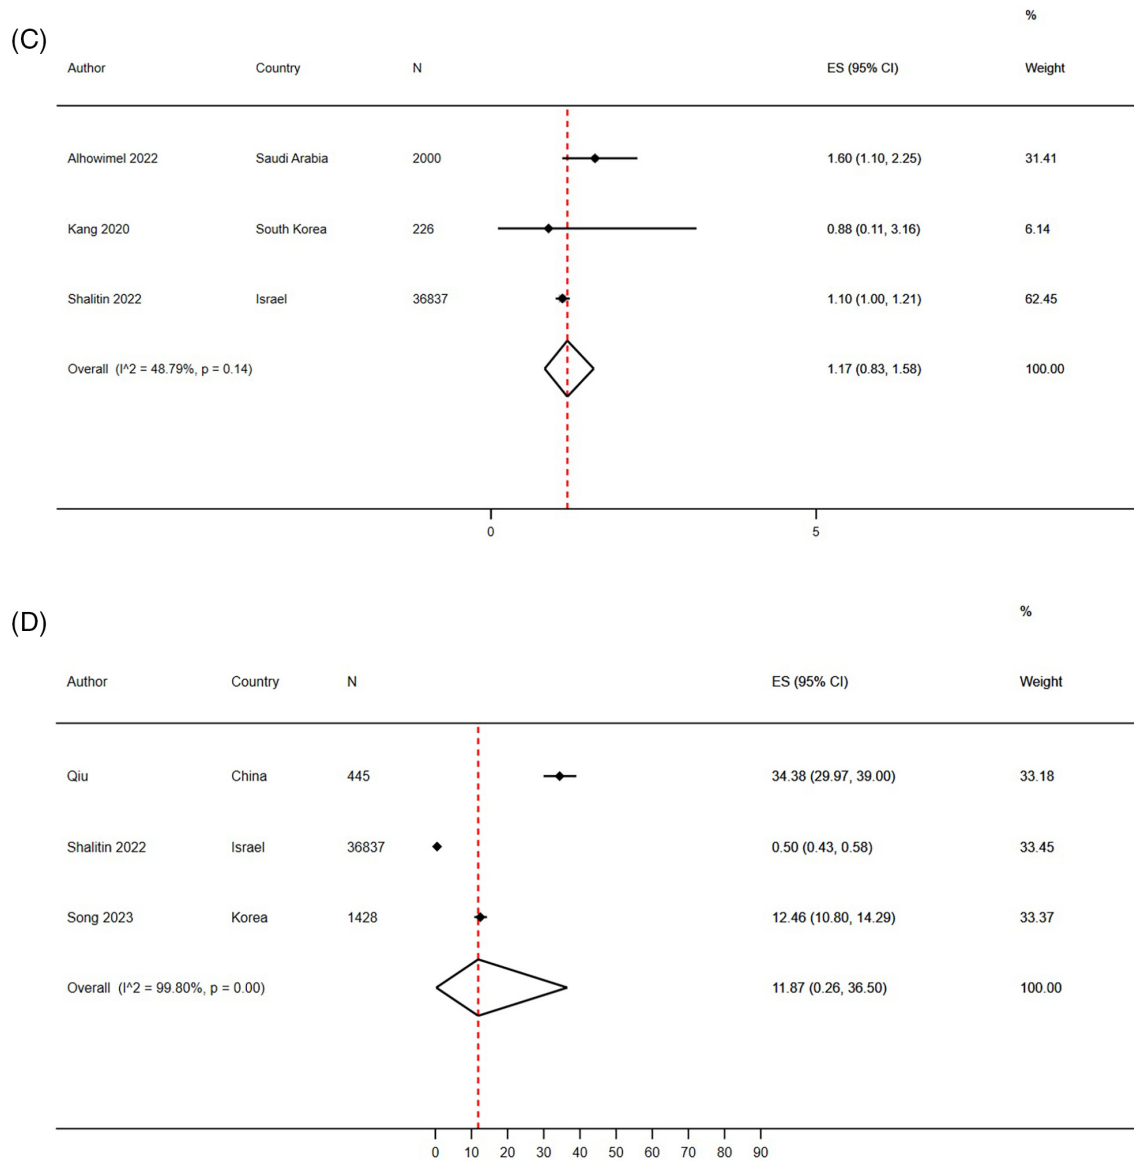 (C)
%
Author Country N ES (95% CI) Weight
Alhowimel 2022 Saudi Arabia 2000 1.60 (1.10, 2.25) 31.41
Kang 2020 South Korea 226 0.88 (0.11, 3.16) 6.14
Shalitin 2022 Israel 36837 1.10 (1.00, 1.21) 62.45
Overall (I^2 = 48.79%, p = 0.14) 1.17 (0.83, 1.58) 100.00
0 5
(D)
%
Author Country N ES (95% CI) Weight
Qiu China 445 34.38 (29.97, 39.00) 33.18
Shalitin 2022 Israel 36837 0.50 (0.43, 0.58) 33.45
Song 2023 Korea 1428 12.46 (10.80, 14.29) 33.37
Overall (I^2 = 99.80%, p = 0.00) 11.87 (0.26, 36.50) 100.00
0 10 20 30 40 50 60 70 80 90